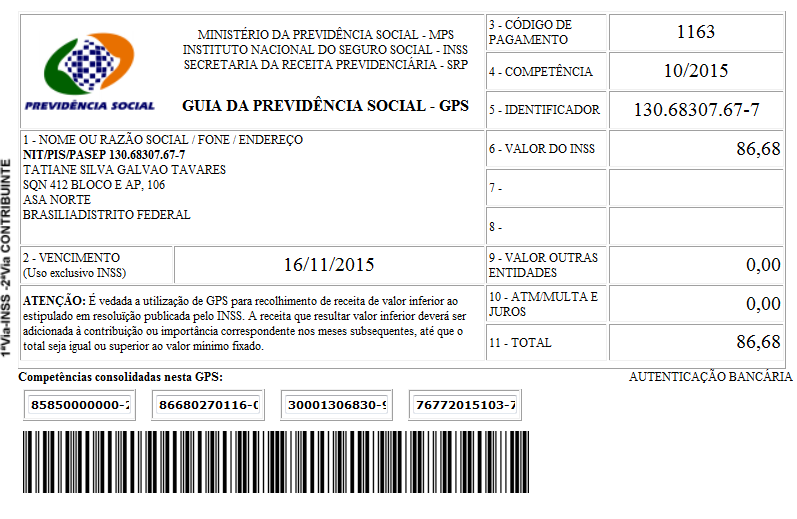 PREVIDÊNCIA SOCIAL
MINISTÉRIO DA PREVIDÊNCIA SOCIAL - MPS
INSTITUTO NACIONAL DO SEGURO SOCIAL - INSS
SECRETARIA DA RECEITA PREVIDENCIÁRIA - SRP
GUIA DA PREVIDÊNCIA SOCIAL - GPS
3 - CÓDIGO DE
PAGAMENTO
1163
4 - COMPETÊNCIA
10/2015
5 - IDENTIFICADOR
130.68307.67-7
1 - NOME OU RAZÃO SOCIAL / FONE / ENDEREÇO
NIT/PIS/PASEP 130.68307.67-7
TATIANE SILVA GALVAO TAVARES
SQN 412 BLOCO E AP, 106
ASA NORTE
BRASILIADISTRITO FEDERAL
6 - VALOR DO INSS
86,68
7 -
8 -
2 - VENCIMENTO
(Uso exclusivo INSS)
16/11/2015
9 - VALOR OUTRAS
ENTIDADES
0,00
ATENÇÃO: É vedada a utilização de GPS para recolhimento de receita de valor inferior ao
estipulado em resoluïção publicada pelo INSS. A receita que resultar valor inferior deverá ser
adicionada à contribuição ou importância correspondente nos meses subsequentes, até que o
total seja igual ou superior ao valor mínimo fixado.
10 - ATM/MULTA E
JUROS
0,00
11 - TOTAL
86,68
1ªVia-INSS -2ªVia CONTRIBUINTE
Competências consolidadas nesta GPS:
AUTENTICAÇÃO BANCÁRIA
85850000000-2 86680270116-0 30001306830-9 76772015103-7